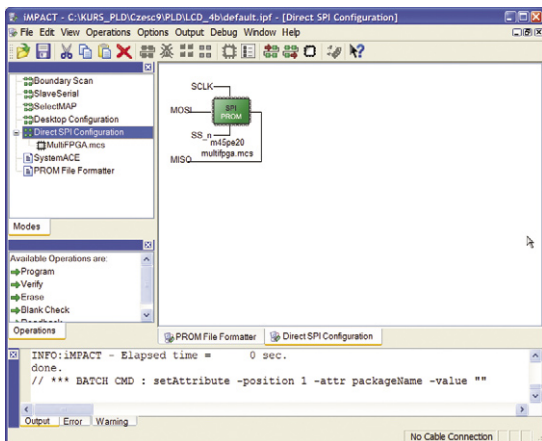 iMPACT - C:\KURS_PLD\Czesc9\PLD\LCD_4b\default.ipf - [Direct SPI Configuration]
File Edit View Operations Options Output Debug Window Help
Boundary Scan
SlaveSerial
SelectMAP
Desktop Configuration
Direct SPI Configuration
MultiFPGA.mcs
SystemACE
PROM File Formatter
Modes
SCLK
MOSI
SPI
PROM
SS_n
m45pe20
multifpga.mcs
MISO
Available Operations are:
Program
Verify
Erase
Blank Check
Operations
PROM File Formatter
Direct SPI Configuration
INFO:iMPACT - Elapsed time = 0 sec.
done.
// *** BATCH CMD : setAttribute -position 1 -attr packageName -value ""
Output Error Warning
No Cable Connection